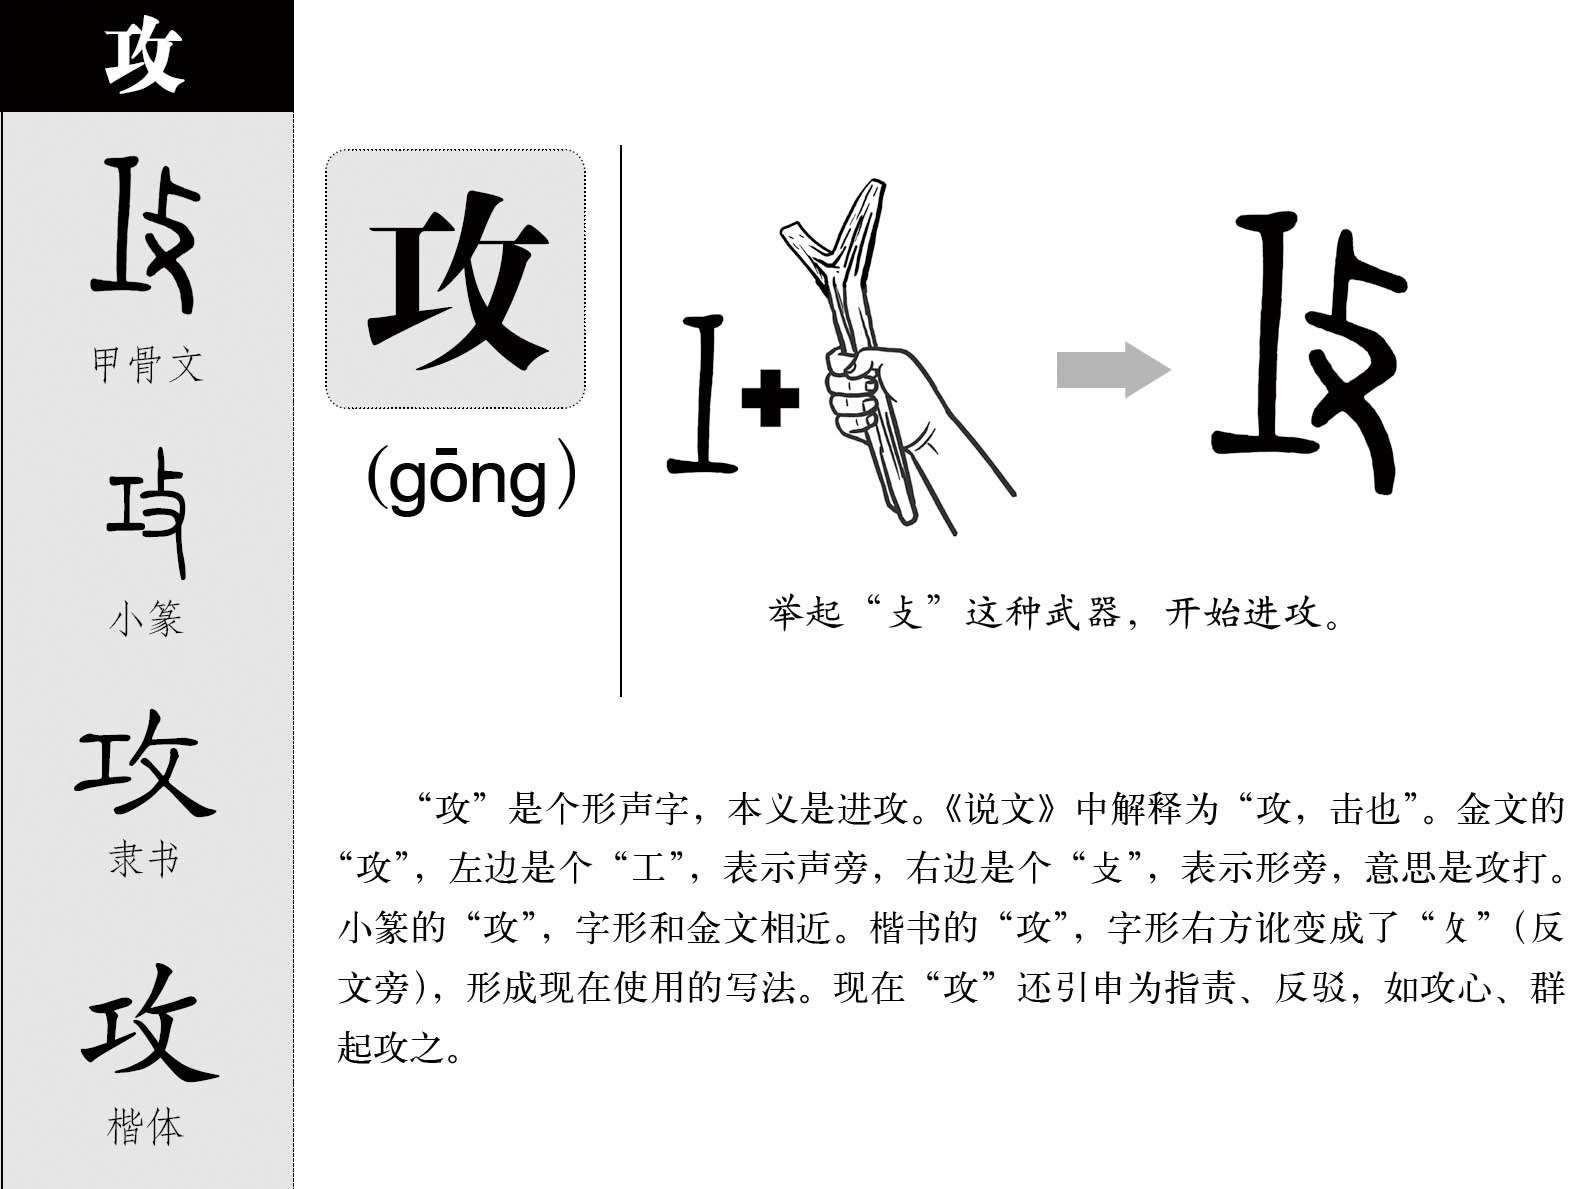 攻
甲骨文
小篆
隶书
攻
楷体
攻
(gōng)
举起“攴”这种武器，开始进攻。
“攻”是个形声字，本义是进攻。《说文》中解释为“攻，击也”。金文的
“攻”，左边是个“工”，表示声旁，右边是个“攴”，表示形旁，意思是攻打。
小篆的“攻”，字形和金文相近。楷书的“攻”，字形右方讹变成了“攵”（反
文旁），形成现在使用的写法。现在“攻”还引申为指责、反驳，如攻心、群
起攻之。